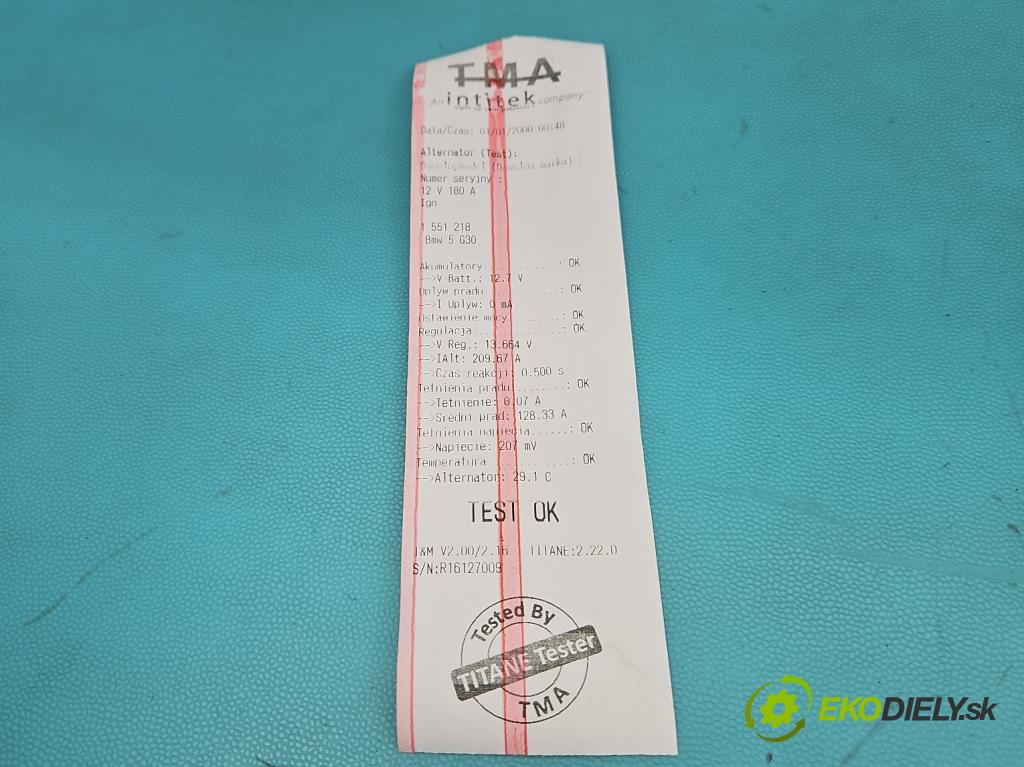 TMA
An intitek company
Data/Czas: 01/01/2000 00:48
Alternator (Test):
Numer seryjny :
12 V 180 A
Ign
1 551 218
Bmw 5 G30
Akumulatory..........: OK
-->V Batt.: 12.7 V
Uplyw pradu..........: OK
-->I Uplyw: 0 mA
Ustawienie mocy......: OK
Regulacja............: OK
-->V Reg.: 13.664 V
-->IAlt: 209.67 A
-->Czas reakcji: 0.500 s
Tetnienia pradu......: OK
-->Tetnienie: 0.07 A
-->Sredni prad: 128.33 A
Tetnienia napiecia...: OK
-->Napiecie: 207 mV
Temperatura..........: OK
-->Alternator: 29.1 C
TEST OK
T&M V2.00/2.16 TITANE:2.22.0
S/N:R16127009
Tested By
TITANE Tester
TMA
EKODIELY.sk